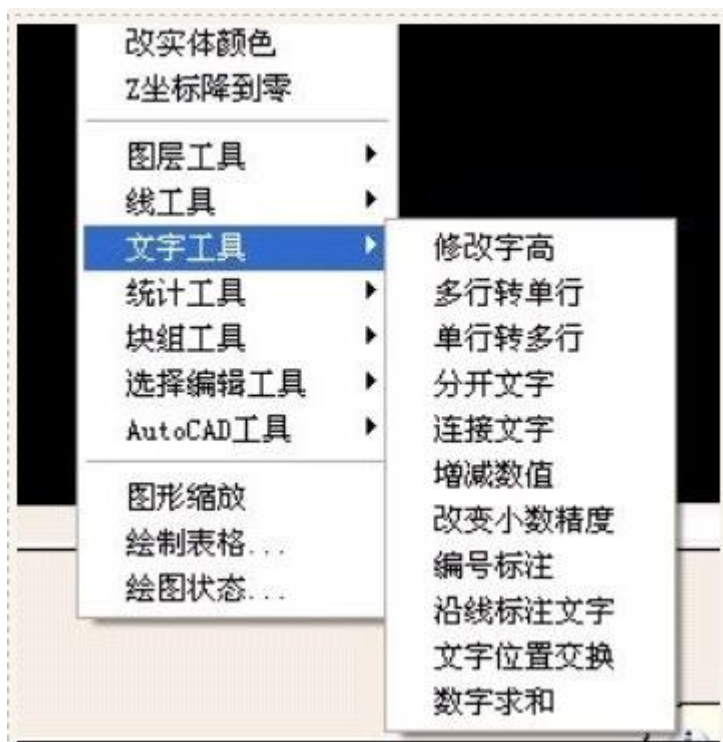 改实体颜色
Z坐标降到零
图层工具
线工具
文字工具
统计工具
块组工具
选择编辑工具
AutoCAD工具
图形缩放
绘制表格...
绘图状态...
修改字高
多行转单行
单行转多行
分开文字
连接文字
增减数值
改变小数精度
编号标注
沿线标注文字
文字位置交换
数字求和